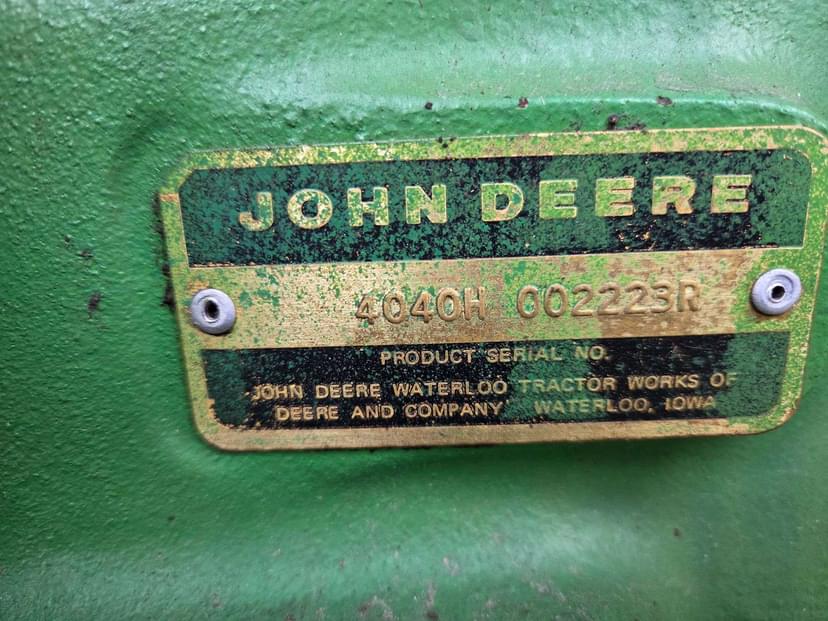 JOHN DEERE
4040H 002223R
PRODUCT SERIAL NO.
JOHN DEERE WATERLOO TRACTOR WORKS OF
DEERE AND COMPANY WATERLOO, IOWA